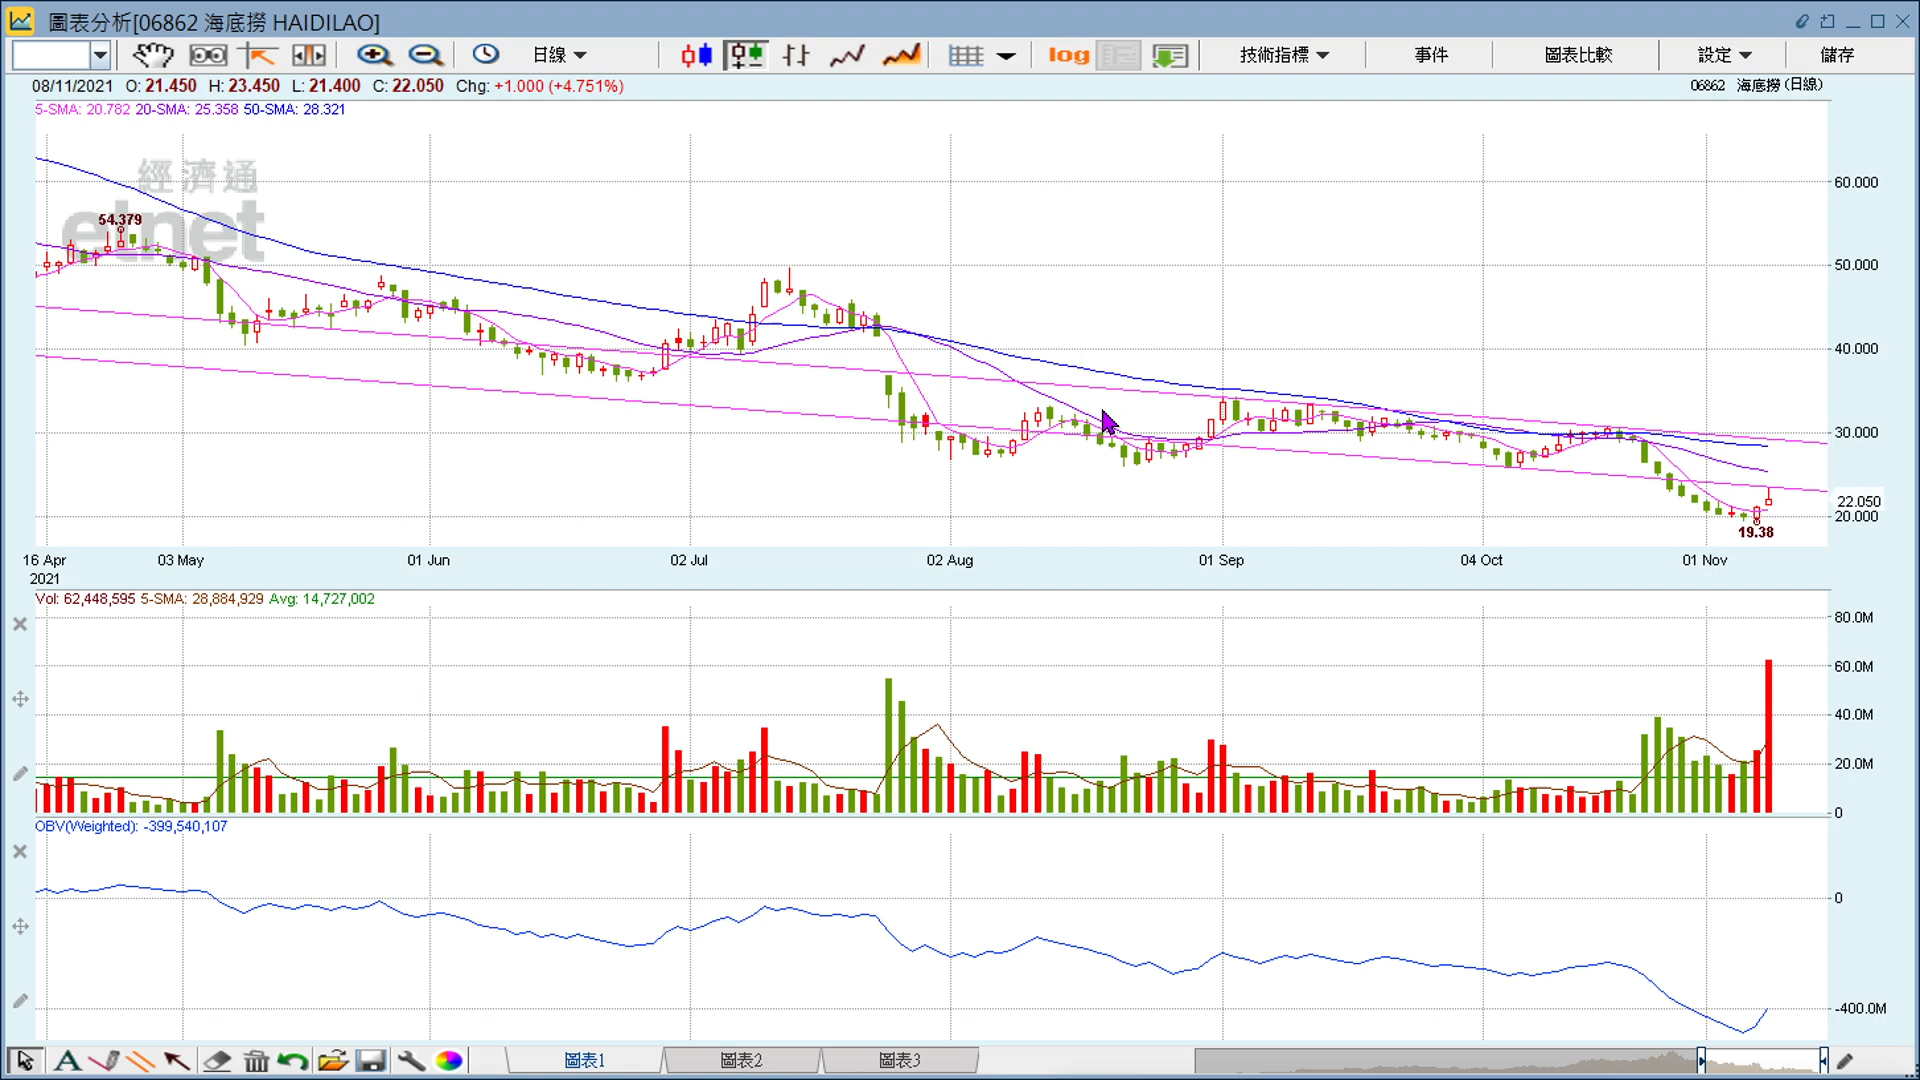 圖表分析[06862 海底撈 HAIDILAO]
日線 log 技術指標 事件 圖表比較 設定 儲存
08/11/2021 O: 21.450 H: 23.450 L: 21.400 C: 22.050 Chg: +1.000 (+4.751%) 06862 海底撈(日線)
5-SMA: 20.782 20-SMA: 25.358 50-SMA: 28.321
經濟通
etnet
54.379
60.000
50.000
40.000
30.000
22.050
20.000
19.38
16 Apr 03 May 01 Jun 02 Jul 02 Aug 01 Sep 04 Oct 01 Nov
2021
Vol: 62,448,595 5-SMA: 28,884,929 Avg: 14,727,002
80.0M
60.0M
40.0M
20.0M
0
OBV(Weighted): -399,540,107
0
-400.0M
A 圖表1 圖表2 圖表3